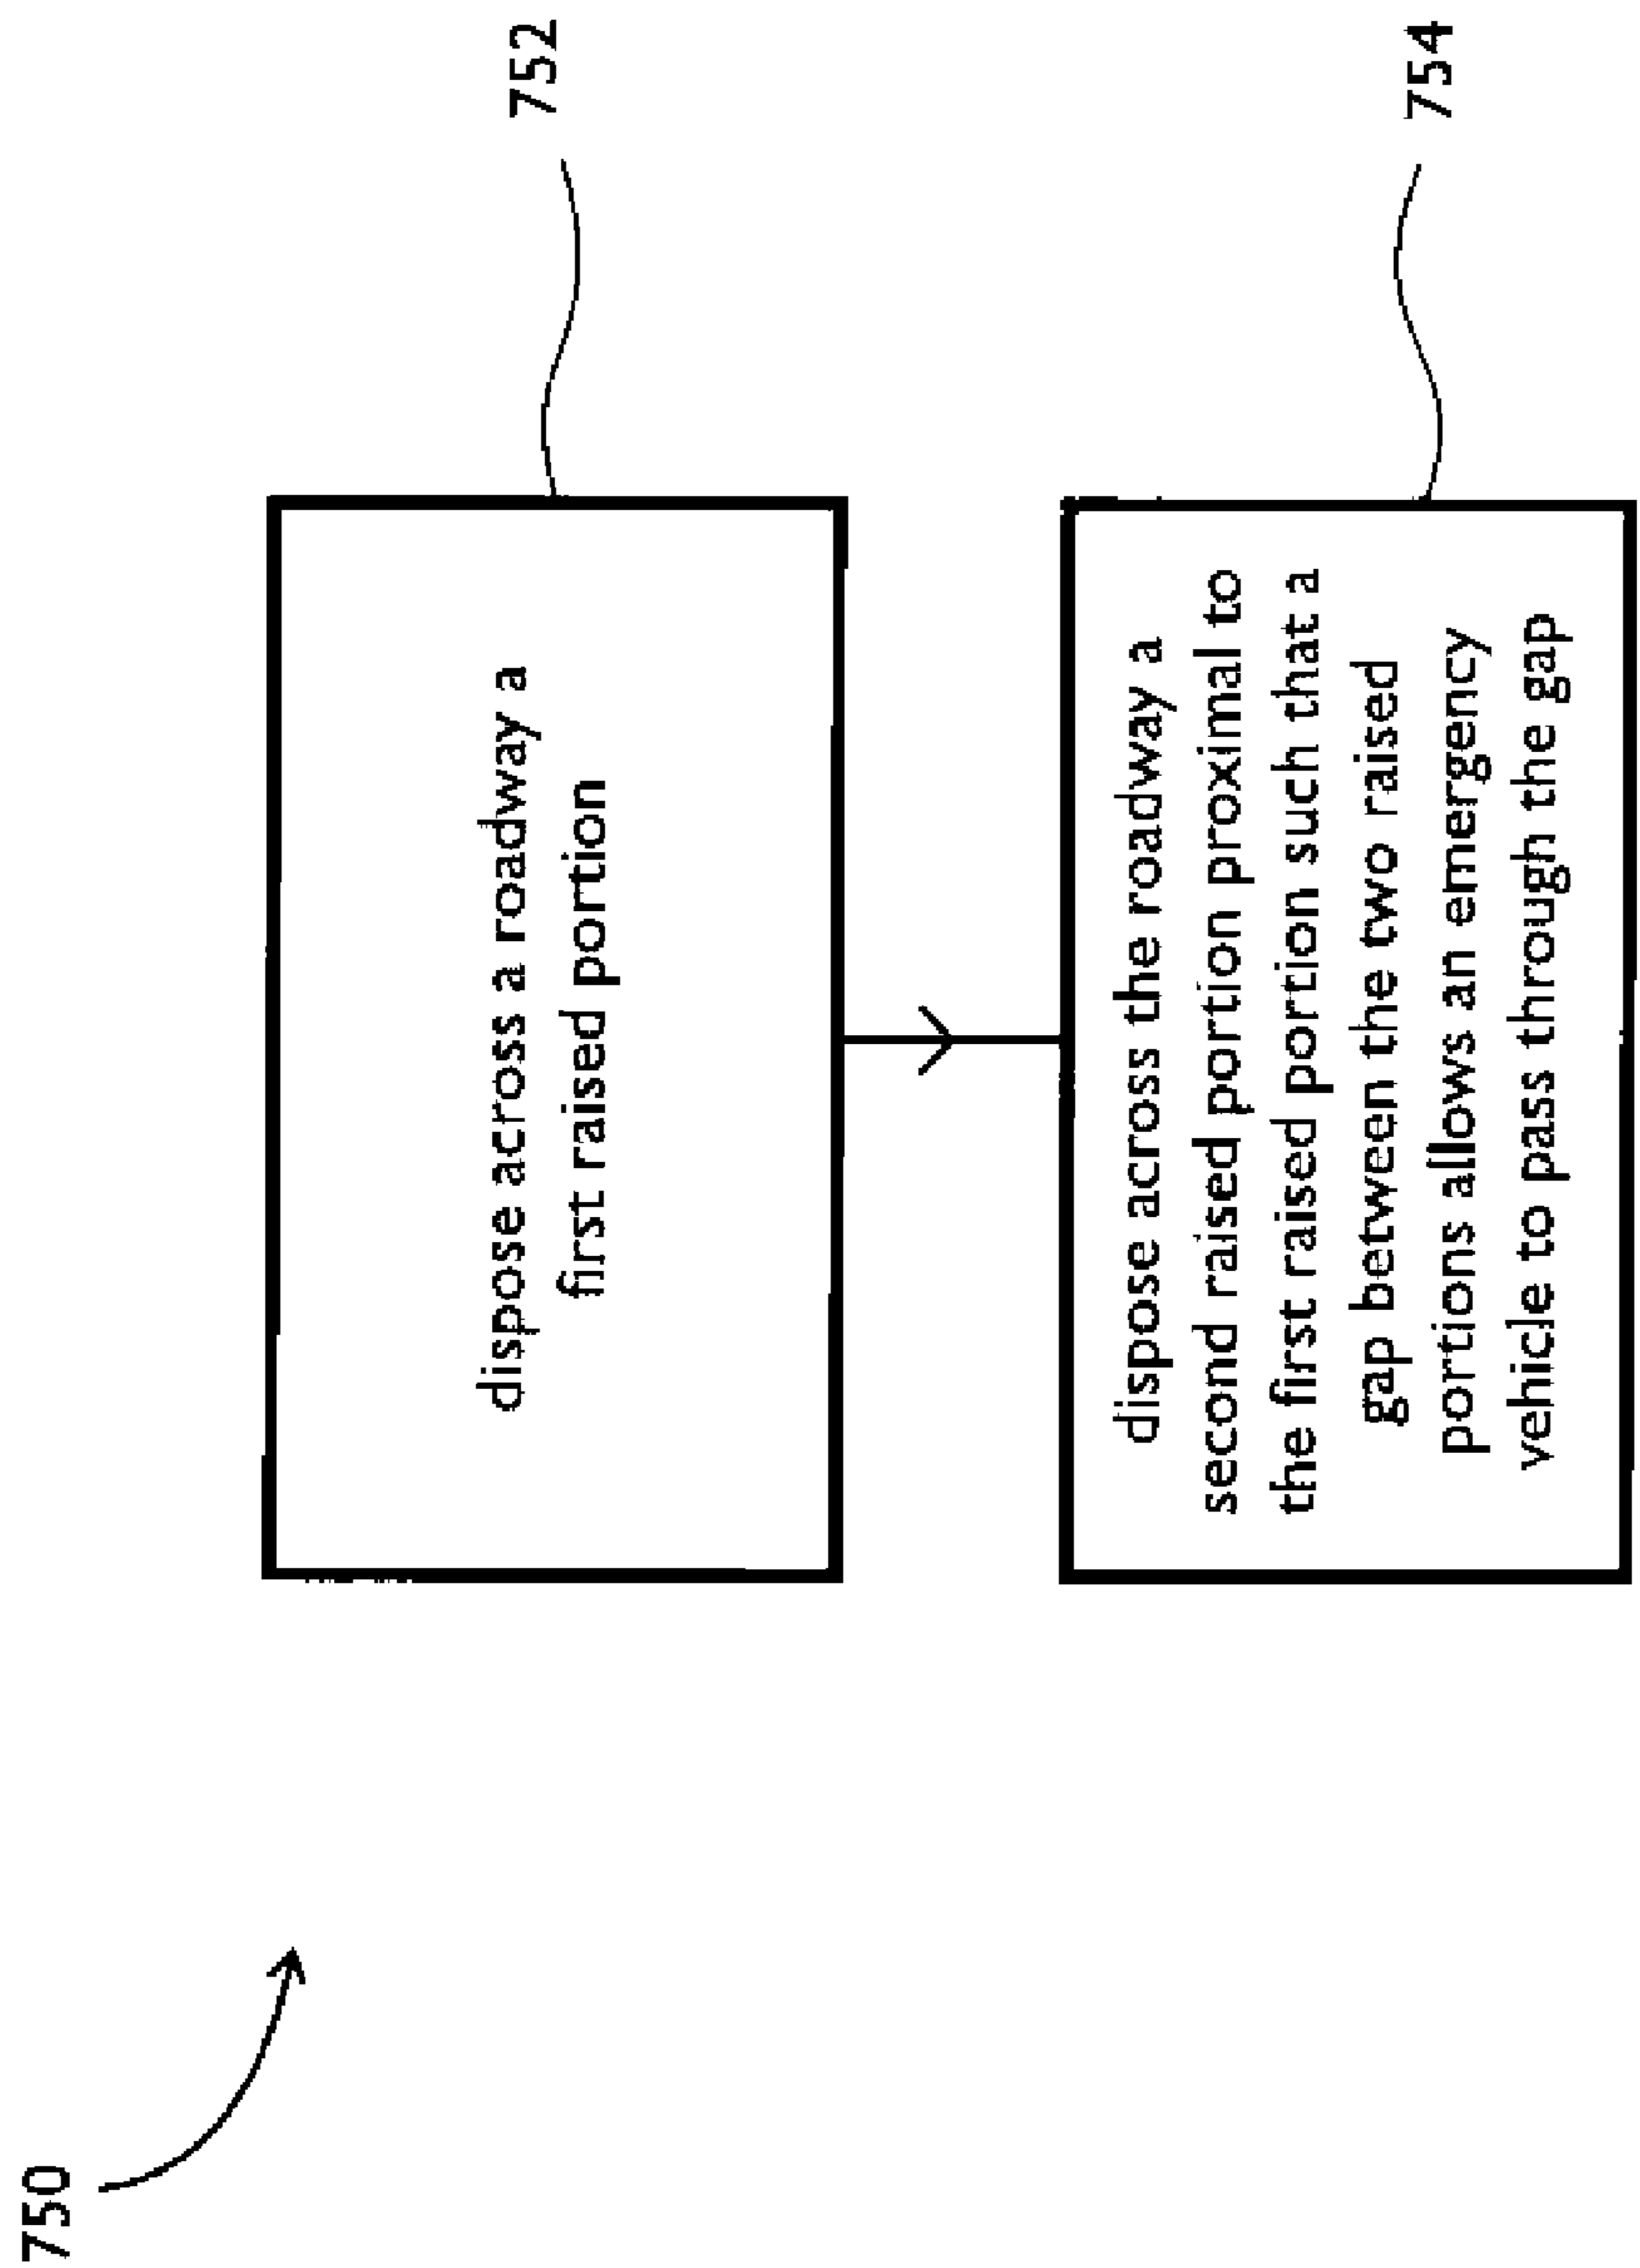 750
dispose across a roadway a
first raised portion
752
dispose across the roadway a
second raised portion proximal to
the first raised portion such that a
gap between the two raised
portions allows an emergency
vehicle to pass through the gap
754